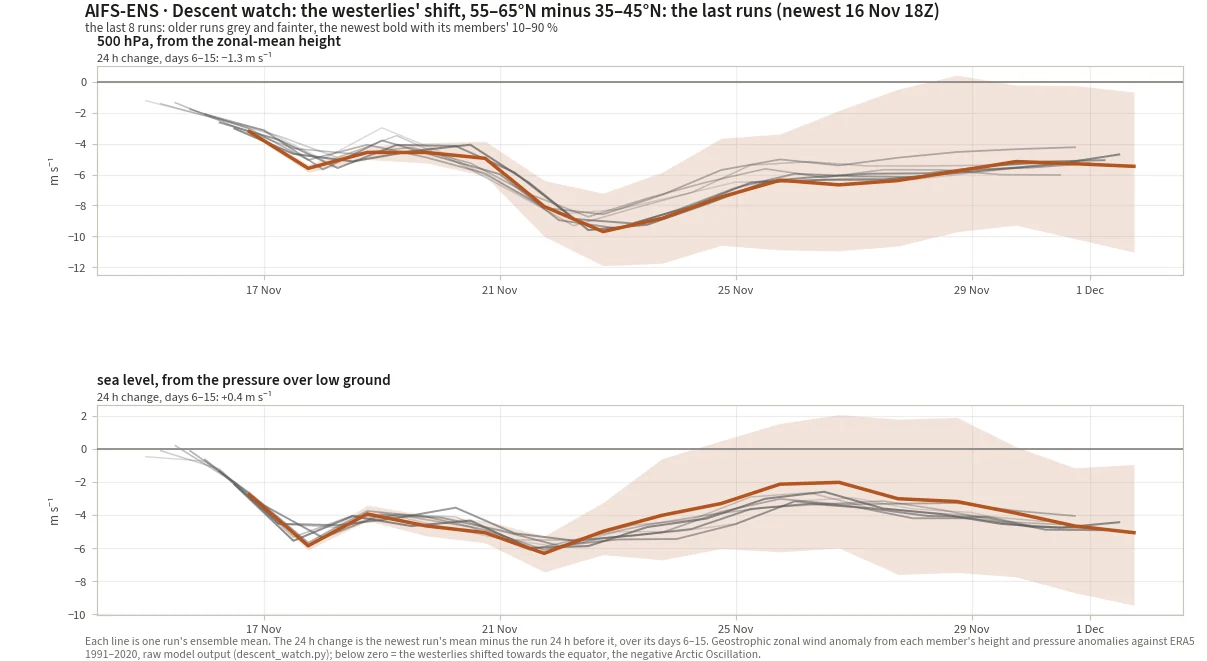 AIFS-ENS · Descent watch: the westerlies' shift, 55–65°N minus 35–45°N: the last runs (newest 16 Nov 18Z)
the last 8 runs: older runs grey and fainter, the newest bold with its members' 10–90 %
500 hPa, from the zonal-mean height
24 h change, days 6–15: −1.3 m s⁻¹
0
−2
−4
−6
−8
−10
−12
m s⁻¹
17 Nov 21 Nov 25 Nov 29 Nov 1 Dec
sea level, from the pressure over low ground
24 h change, days 6–15: +0.4 m s⁻¹
2
0
−2
−4
−6
−8
−10
m s⁻¹
17 Nov 21 Nov 25 Nov 29 Nov 1 Dec
Each line is one run's ensemble mean. The 24 h change is the newest run's mean minus the run 24 h before it, over its days 6–15. Geostrophic zonal wind anomaly from each member's height and pressure anomalies against ERA5
1991–2020, raw model output (descent_watch.py); below zero = the westerlies shifted towards the equator, the negative Arctic Oscillation.